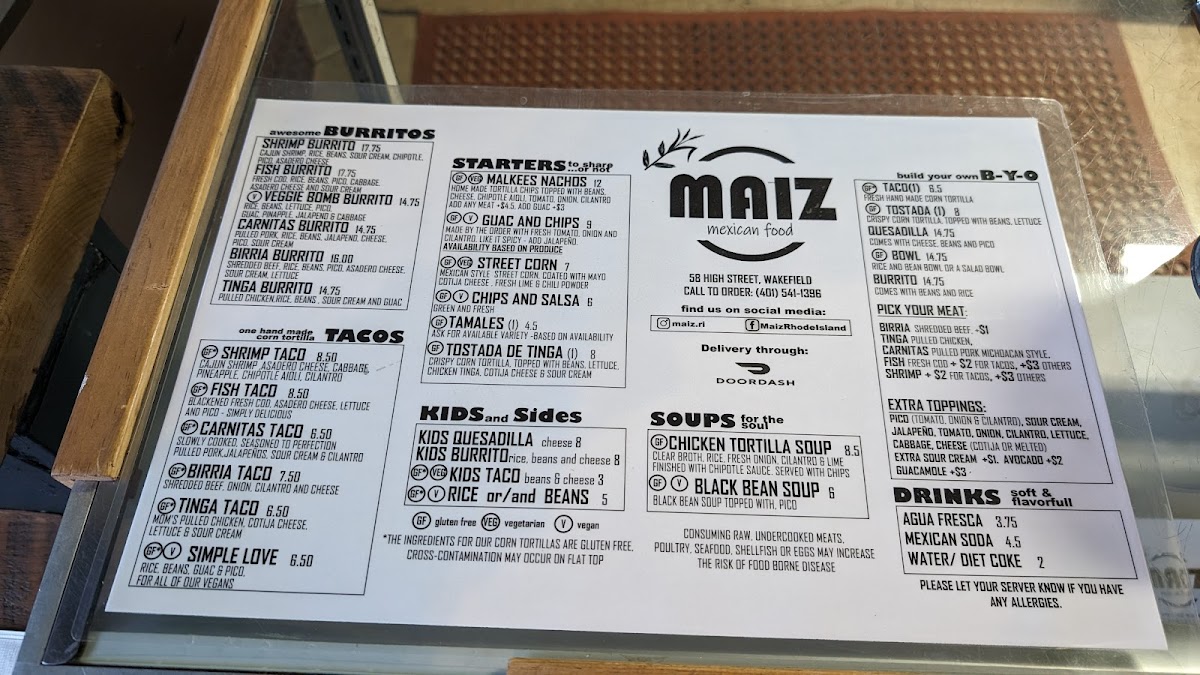 awesome BURRITOS
SHRIMP BURRITO 17.75
CAJUN SHRIMP, RICE, BEANS, SOUR CREAM, CHIPOTLE,
PICO, ASADERO CHEESE
FISH BURRITO 17.75
FRESH COD, RICE, BEANS, PICO, CABBAGE,
ASADERO CHEESE AND SOUR CREAM
V VEGGIE BOMB BURRITO 14.75
RICE, BEANS, LETTUCE, PICO,
GUAC, PINEAPPLE, JALAPENO & CABBAGE
CARNITAS BURRITO 14.75
PULLED PORK, RICE, BEANS, JALAPENO, CHEESE,
PICO, SOUR CREAM
BIRRIA BURRITO 16.00
SHREDDED BEEF, RICE, BEANS, PICO, ASADERO CHEESE,
SOUR CREAM, LETTUCE
TINGA BURRITO 14.75
PULLED CHICKEN,RICE, BEANS , SOUR CREAM AND GUAC
one hand made
corn tortilla TACOS
GF* SHRIMP TACO 8.50
CAJUN SHRIMP ,ASADERO CHEESE, CABBAGE,
PINEAPPLE, CHIPOTLE AIOLI, CILANTRO
GF* FISH TACO 8.50
BLACKENED FRESH COD, ASADERO CHEESE, LETTUCE
AND PICO - SIMPLY DELICIOUS
GF* CARNITAS TACO 6.50
SLOWLY COOKED, SEASONED TO PERFECTION
PULLED PORK,JALAPEÑOS, SOUR CREAM & CILANTRO
GF* BIRRIA TACO 7.50
SHREDDED BEEF, ONION, CILANTRO AND CHEESE
GF* TINGA TACO 6.50
MOM'S PULLED CHICKEN, COTIJA CHEESE,
LETTUCE & SOUR CREAM
GF* V SIMPLE LOVE 6.50
RICE, BEANS, GUAC & PICO,
FOR ALL OF OUR VEGANS
STARTERS to share
...or not
GF VEG MALKEES NACHOS 12
HOME MADE TORTILLA CHIPS TOPPED WITH BEANS,
CHEESE, CHIPOTLE AIOLI, TOMATO, ONION, CILANTRO
ADD ANY MEAT +$4.5, ADD GUAC +$3
GF V GUAC AND CHIPS 9
MADE BY THE ORDER WITH FRESH TOMATO, ONION AND
CILANTRO, LIKE IT SPICY - ADD JALAPEÑO.
AVAILABILITY BASED ON PRODUCE
GF VEG STREET CORN 7
MEXICAN STYLE STREET CORN, COATED WITH MAYO
COTIJA CHEESE , FRESH LIME & CHILI POWDER
GF V CHIPS AND SALSA 6
GREEN AND FRESH
GF TAMALES (1) 4.5
ASK FOR AVAILABLE VARIETY -BASED ON AVAILABILITY
GF TOSTADA DE TINGA (1) 8
CRISPY CORN TORTILLA, TOPPED WITH BEANS, LETTUCE,
CHICKEN TINGA, COTIJA CHEESE & SOUR CREAM
KIDS and Sides
KIDS QUESADILLA cheese 8
KIDS BURRITO rice, beans and cheese 8
GF* VEG KIDS TACO beans & cheese 3
GF* V RICE or/and BEANS 5
GF gluten free VEG vegetarian V vegan
*THE INGREDIENTS FOR OUR CORN TORTILLAS ARE GLUTEN FREE,
CROSS-CONTAMINATION MAY OCCUR ON FLAT TOP
MAIZ
mexican food
58 HIGH STREET, WAKEFIELD
CALL TO ORDER: (401) 541-1396
find us on social media:
maiz.ri
f MaizRhodeIsland
Delivery through:
DOORDASH
SOUPS for the
soul
GF CHICKEN TORTILLA SOUP 8.5
CLEAR BROTH, RICE, FRESH ONION, CILANTRO & LIME
FINISHED WITH CHIPOTLE SAUCE, SERVED WITH CHIPS
GF V BLACK BEAN SOUP 6
BLACK BEAN SOUP TOPPED WITH, PICO
CONSUMING RAW, UNDERCOOKED MEATS,
POULTRY, SEAFOOD, SHELLFISH OR EGGS MAY INCREASE
THE RISK OF FOOD BORNE DISEASE
build your own B-Y-O
GF* TACO(1) 6.5
FRESH HAND MADE CORN TORTILLA
GF TOSTADA (1) 8
CRISPY CORN TORTILLA, TOPPED WITH BEANS, LETTUCE
QUESADILLA 14.75
COMES WITH CHEESE, BEANS AND PICO
GF BOWL 14.75
RICE AND BEAN BOWL OR A SALAD BOWL
BURRITO 14.75
COMES WITH BEANS AND RICE
PICK YOUR MEAT:
BIRRIA SHREDDED BEEF, +$1
TINGA PULLED CHICKEN,
CARNITAS PULLED PORK MICHOACAN STYLE,
FISH FRESH COD + $2 FOR TACOS, +$3 OTHERS
SHRIMP + $2 FOR TACOS, +$3 OTHERS
EXTRA TOPPINGS:
PICO (TOMATO, ONION & CILANTRO), SOUR CREAM,
JALAPEÑO, TOMATO, ONION, CILANTRO, LETTUCE,
CABBAGE, CHEESE (COTIJA OR MELTED)
EXTRA SOUR CREAM +$1, AVOCADO +$2
GUACAMOLE +$3
DRINKS soft &
flavorfull
AGUA FRESCA 3.75
MEXICAN SODA 4.5
WATER/ DIET COKE 2
PLEASE LET YOUR SERVER KNOW IF YOU HAVE
ANY ALLERGIES.
MAIZ